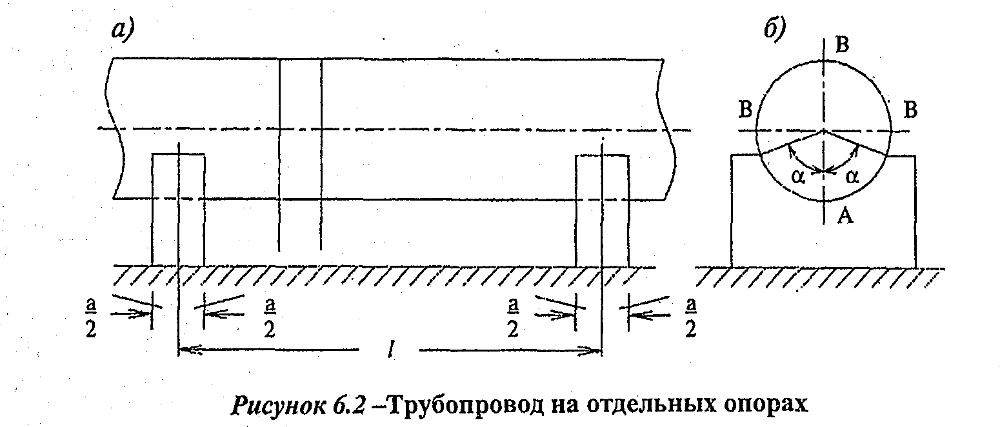 а)
б)
В
В
В
α
α
А
a/2
a/2
a/2
a/2
l
Рисунок 6.2 –Трубопровод на отдельных опорах